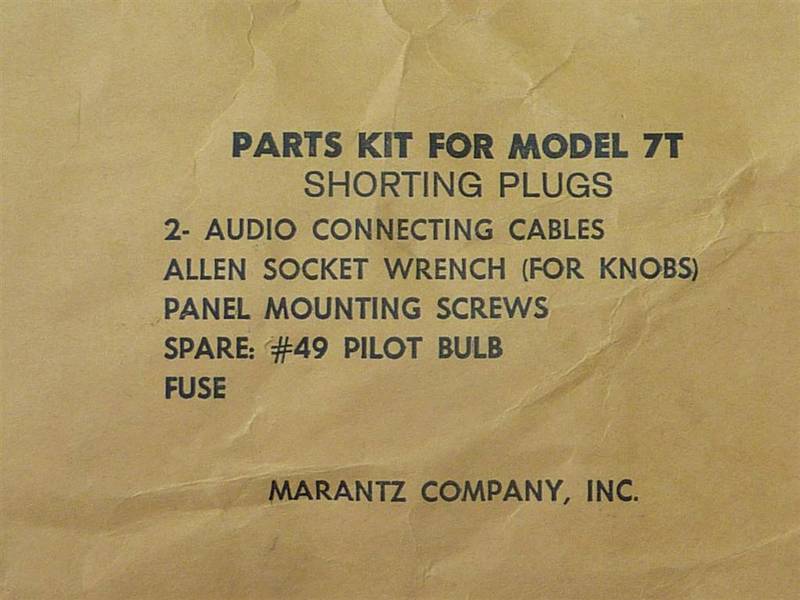 PARTS KIT FOR MODEL 7T
SHORTING PLUGS
2- AUDIO CONNECTING CABLES
ALLEN SOCKET WRENCH (FOR KNOBS)
PANEL MOUNTING SCREWS
SPARE: #49 PILOT BULB
FUSE
MARANTZ COMPANY, INC.